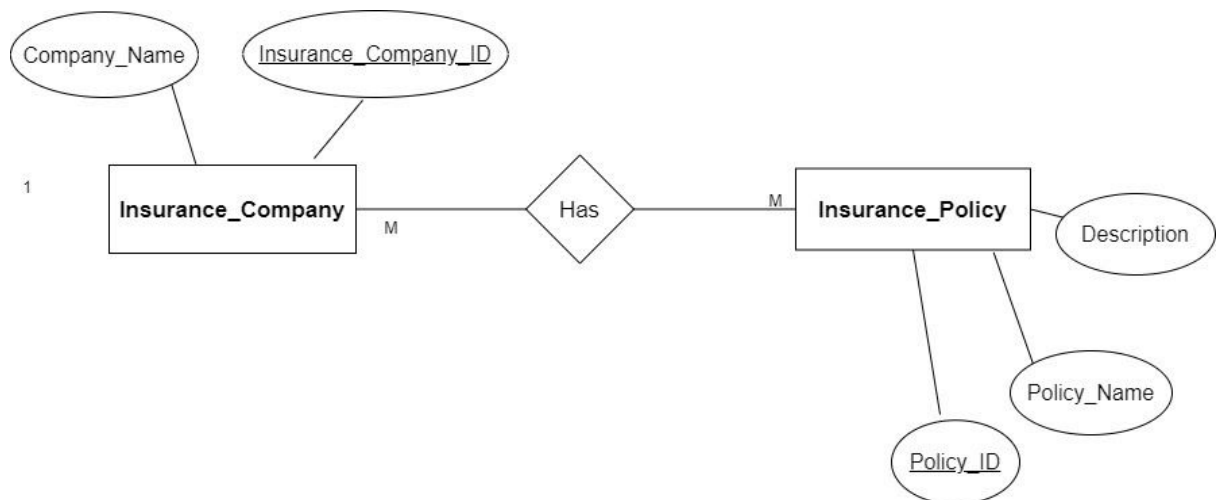 Company_Name
Insurance_Company_ID
1
Insurance_Company
M
Has
M
Insurance_Policy
Description
Policy_Name
Policy_ID